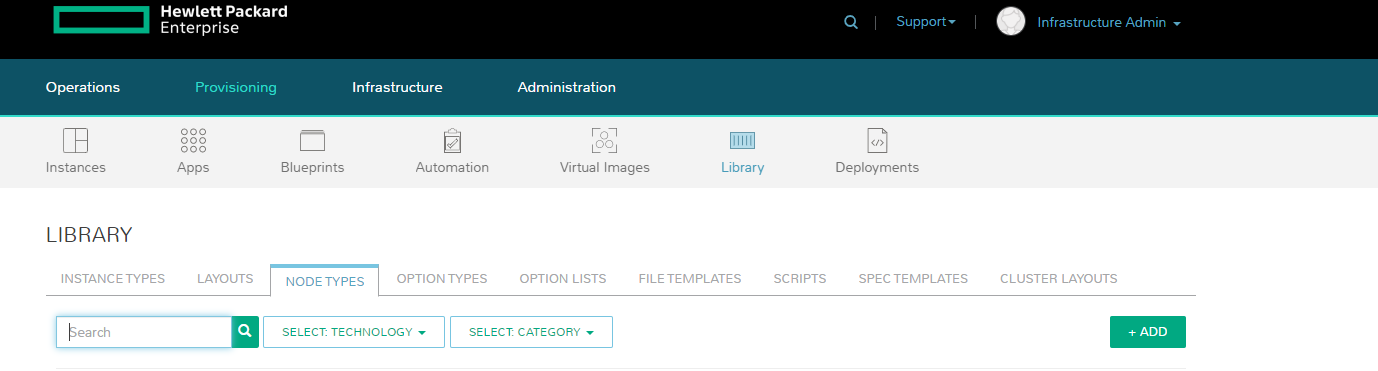 Hewlett Packard
Enterprise
Support
Infrastructure Admin
Operations Provisioning Infrastructure Administration
Instances Apps Blueprints Automation Virtual Images Library Deployments
LIBRARY
INSTANCE TYPES LAYOUTS NODE TYPES OPTION TYPES OPTION LISTS FILE TEMPLATES SCRIPTS SPEC TEMPLATES CLUSTER LAYOUTS
Search SELECT: TECHNOLOGY SELECT: CATEGORY + ADD